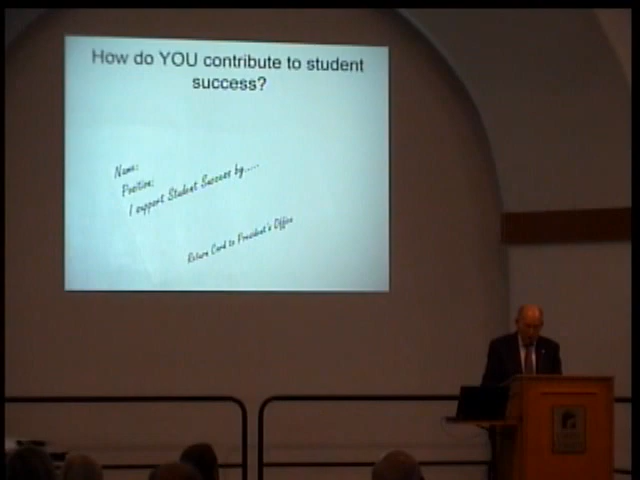 How do YOU contribute to student
success?
Name:
Position:
I support Student Success by.....
Return Card to President's Office